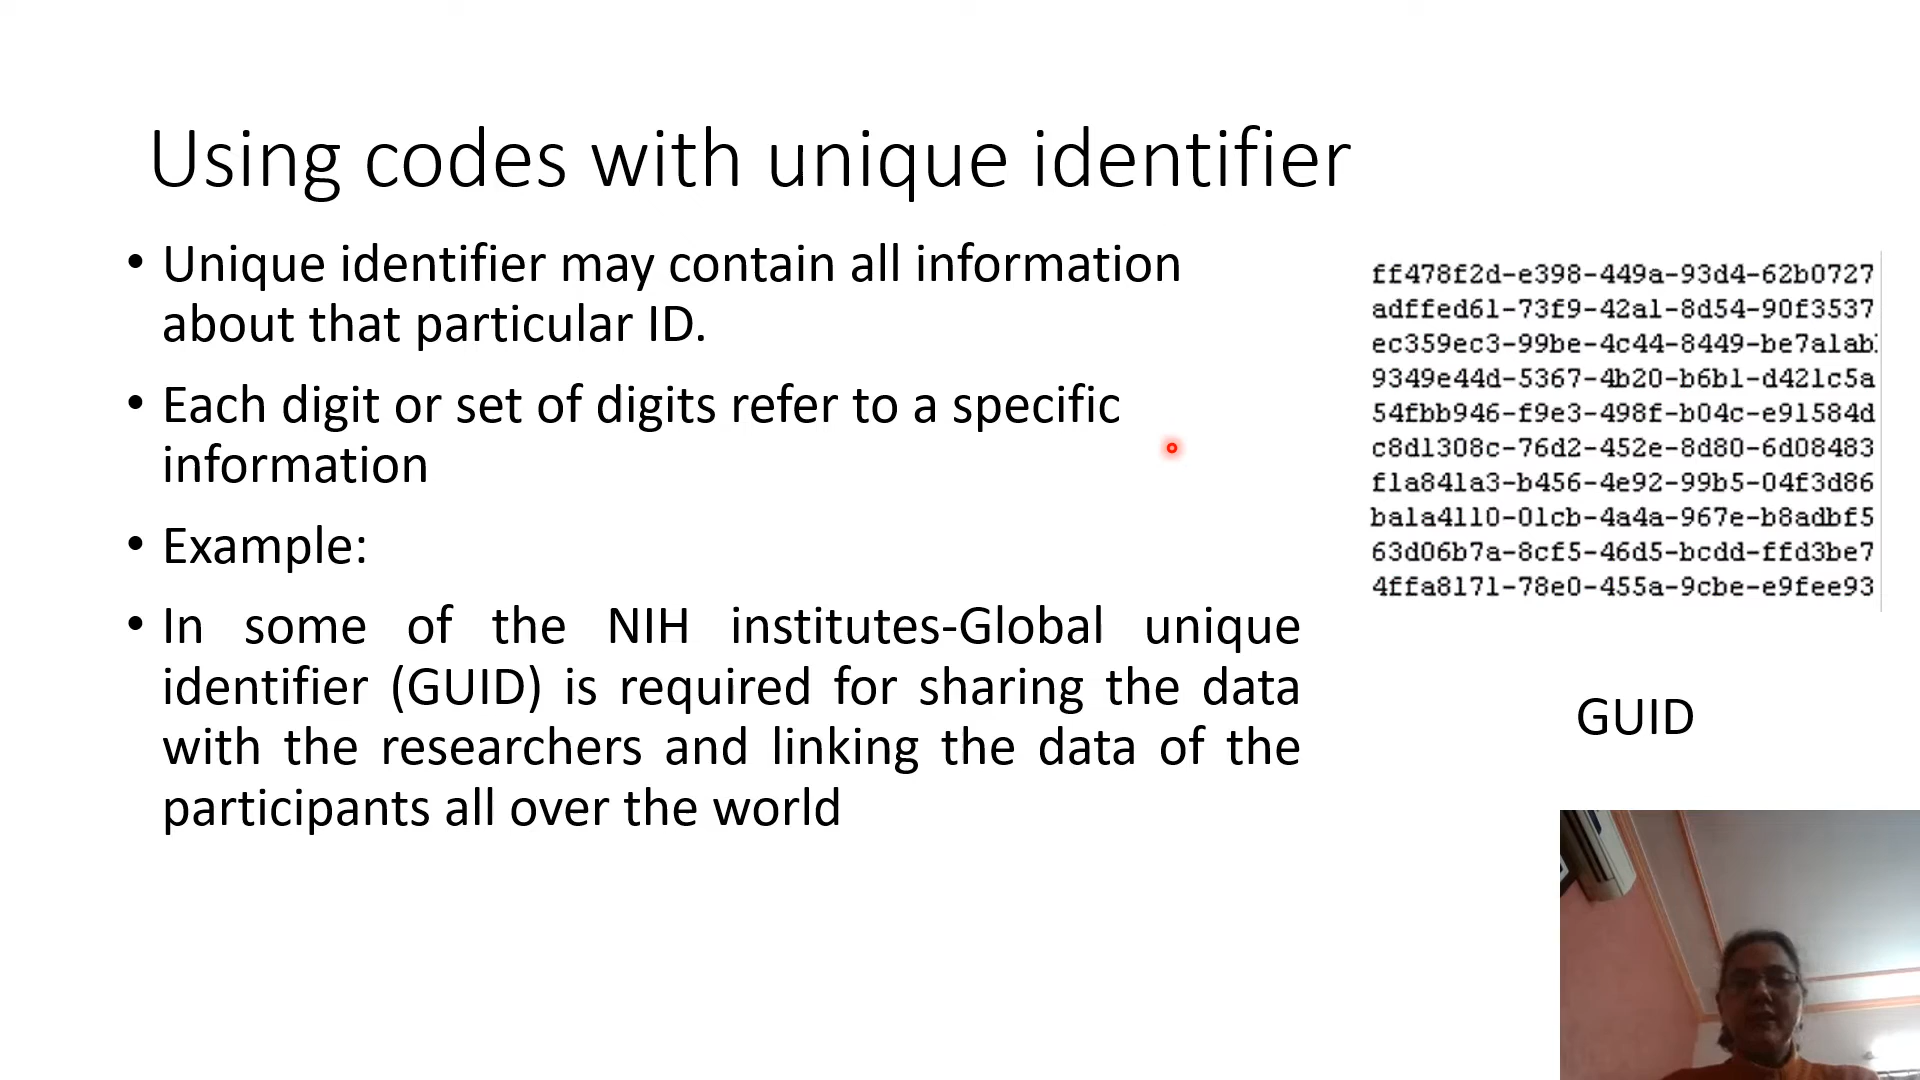 Using codes with unique identifier
• Unique identifier may contain all information
about that particular ID.
• Each digit or set of digits refer to a specific
information
• Example:
• In some of the NIH institutes-Global unique
identifier (GUID) is required for sharing the data
with the researchers and linking the data of the
participants all over the world
ff478f2d-e398-449a-93d4-62b0727
adffed61-73f9-42a1-8d54-90f3537
ec359ec3-99be-4c44-8449-be7a1ab
9349e44d-5367-4b20-b6b1-d421c5a
54fbb946-f9e3-498f-b04c-e91584d
c8d1308c-76d2-452e-8d80-6d08483
f1a841a3-b456-4e92-99b5-04f3d86
ba1a4110-01cb-4a4a-967e-b8adbf5
63d06b7a-8cf5-46d5-bcdd-ffd3be7
4ffa8171-78e0-455a-9cbe-e9fee93
GUID